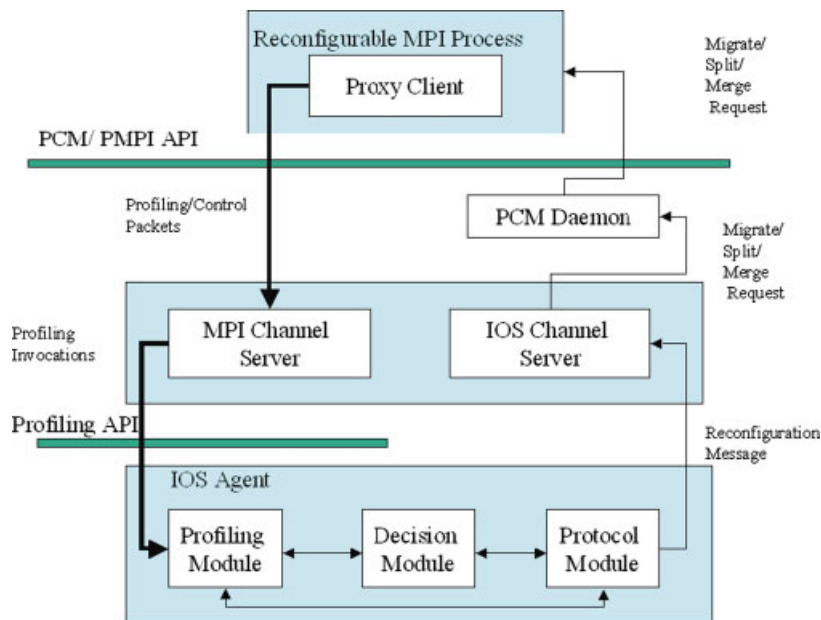 Reconfigurable MPI Process
Proxy Client
Migrate/
Split/
Merge
Request
PCM/ PMPI API
Profiling/Control
Packets
PCM Daemon
Migrate/
Split/
Merge
Request
MPI Channel
Server
IOS Channel
Server
Profiling
Invocations
Profiling API
Reconfiguration
Message
IOS Agent
Profiling
Module
Decision
Module
Protocol
Module